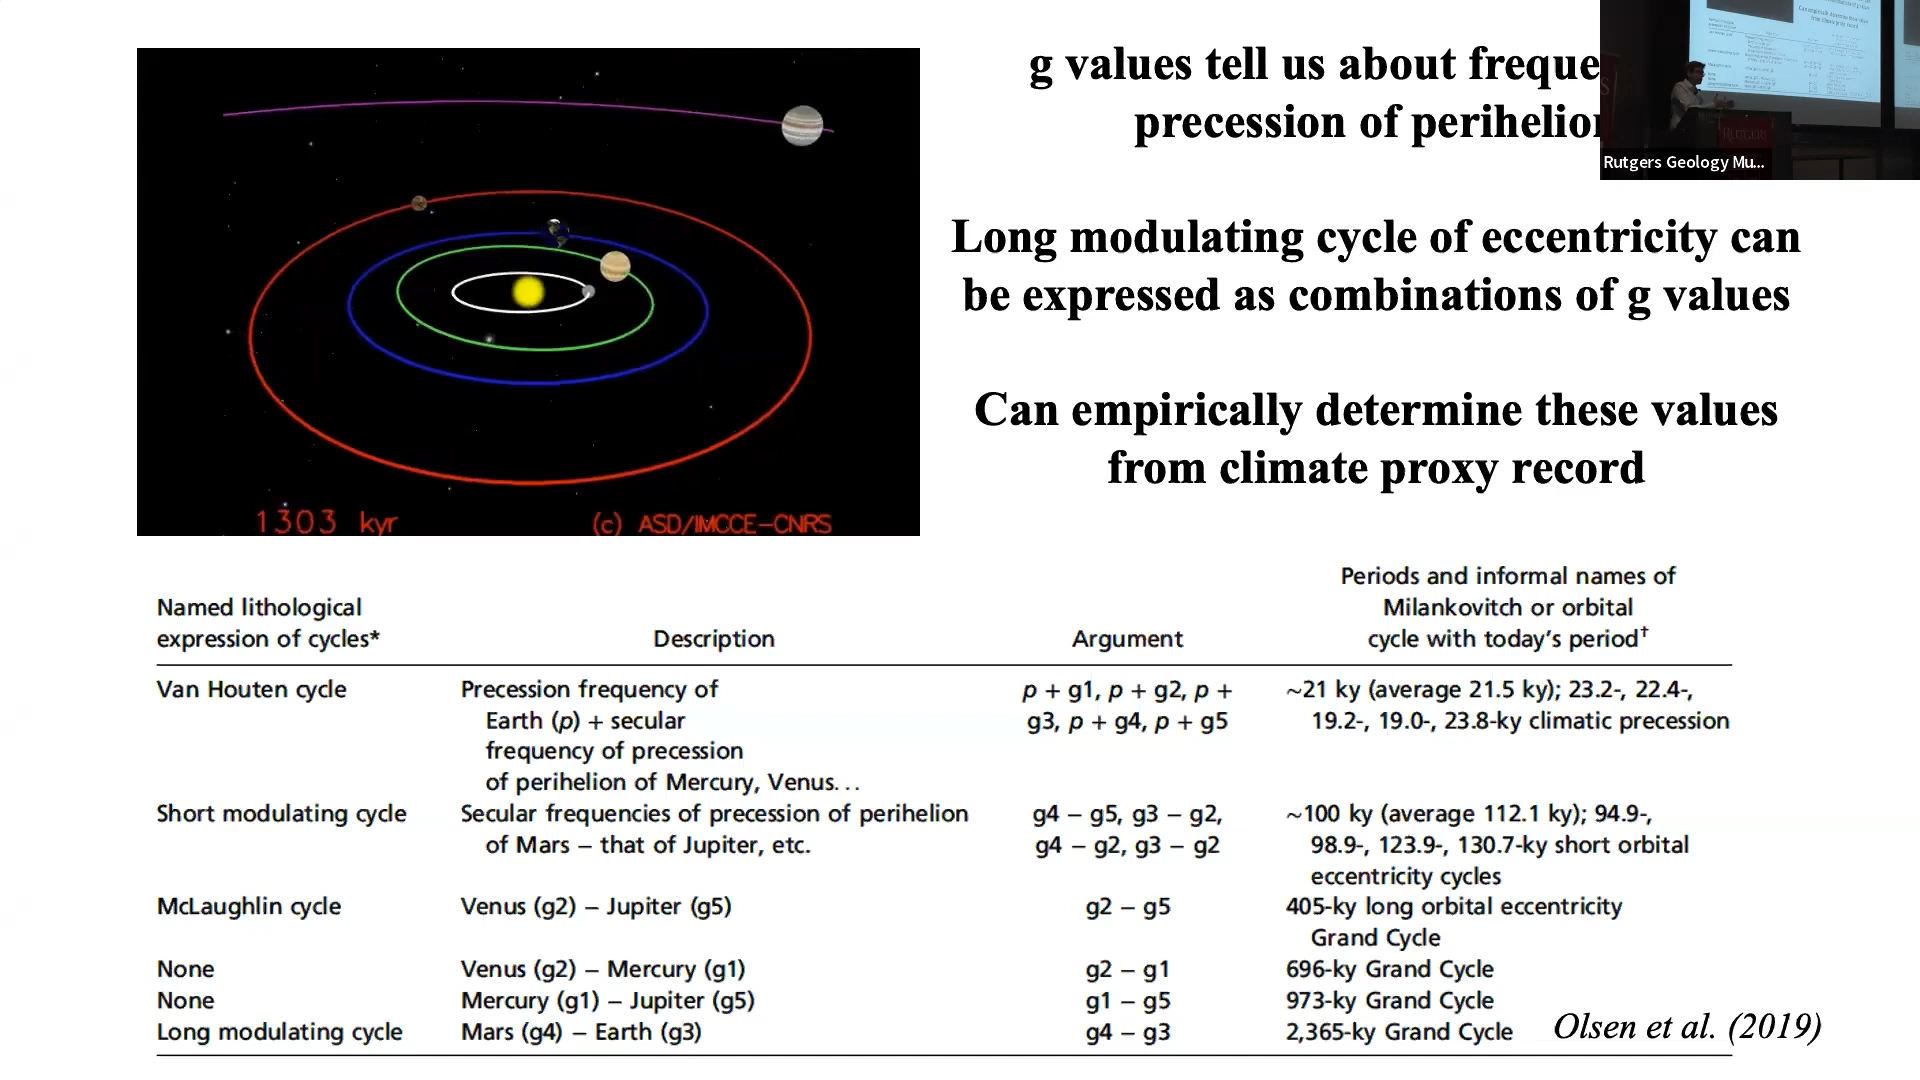 g values tell us about freque
precession of perihelion
Rutgers Geology Mu...
Long modulating cycle of eccentricity can
be expressed as combinations of g values
Can empirically determine these values
from climate proxy record
1303 kyr (c) ASD/IMCCE-CNRS
Named lithological expression of cycles* Description Argument Periods and informal names of Milankovitch or orbital cycle with today's period†
Van Houten cycle Precession frequency of p + g1, p + g2, p + ~21 ky (average 21.5 ky); 23.2-, 22.4-,
Earth (p) + secular g3, p + g4, p + g5 19.2-, 19.0-, 23.8-ky climatic precession
frequency of precession
of perihelion of Mercury, Venus...
Short modulating cycle Secular frequencies of precession of perihelion g4 – g5, g3 – g2, ~100 ky (average 112.1 ky); 94.9-,
of Mars – that of Jupiter, etc. g4 – g2, g3 – g2 98.9-, 123.9-, 130.7-ky short orbital
eccentricity cycles
McLaughlin cycle Venus (g2) – Jupiter (g5) g2 – g5 405-ky long orbital eccentricity
Grand Cycle
None Venus (g2) – Mercury (g1) g2 – g1 696-ky Grand Cycle
None Mercury (g1) – Jupiter (g5) g1 – g5 973-ky Grand Cycle
Long modulating cycle Mars (g4) – Earth (g3) g4 – g3 2,365-ky Grand Cycle
Olsen et al. (2019)